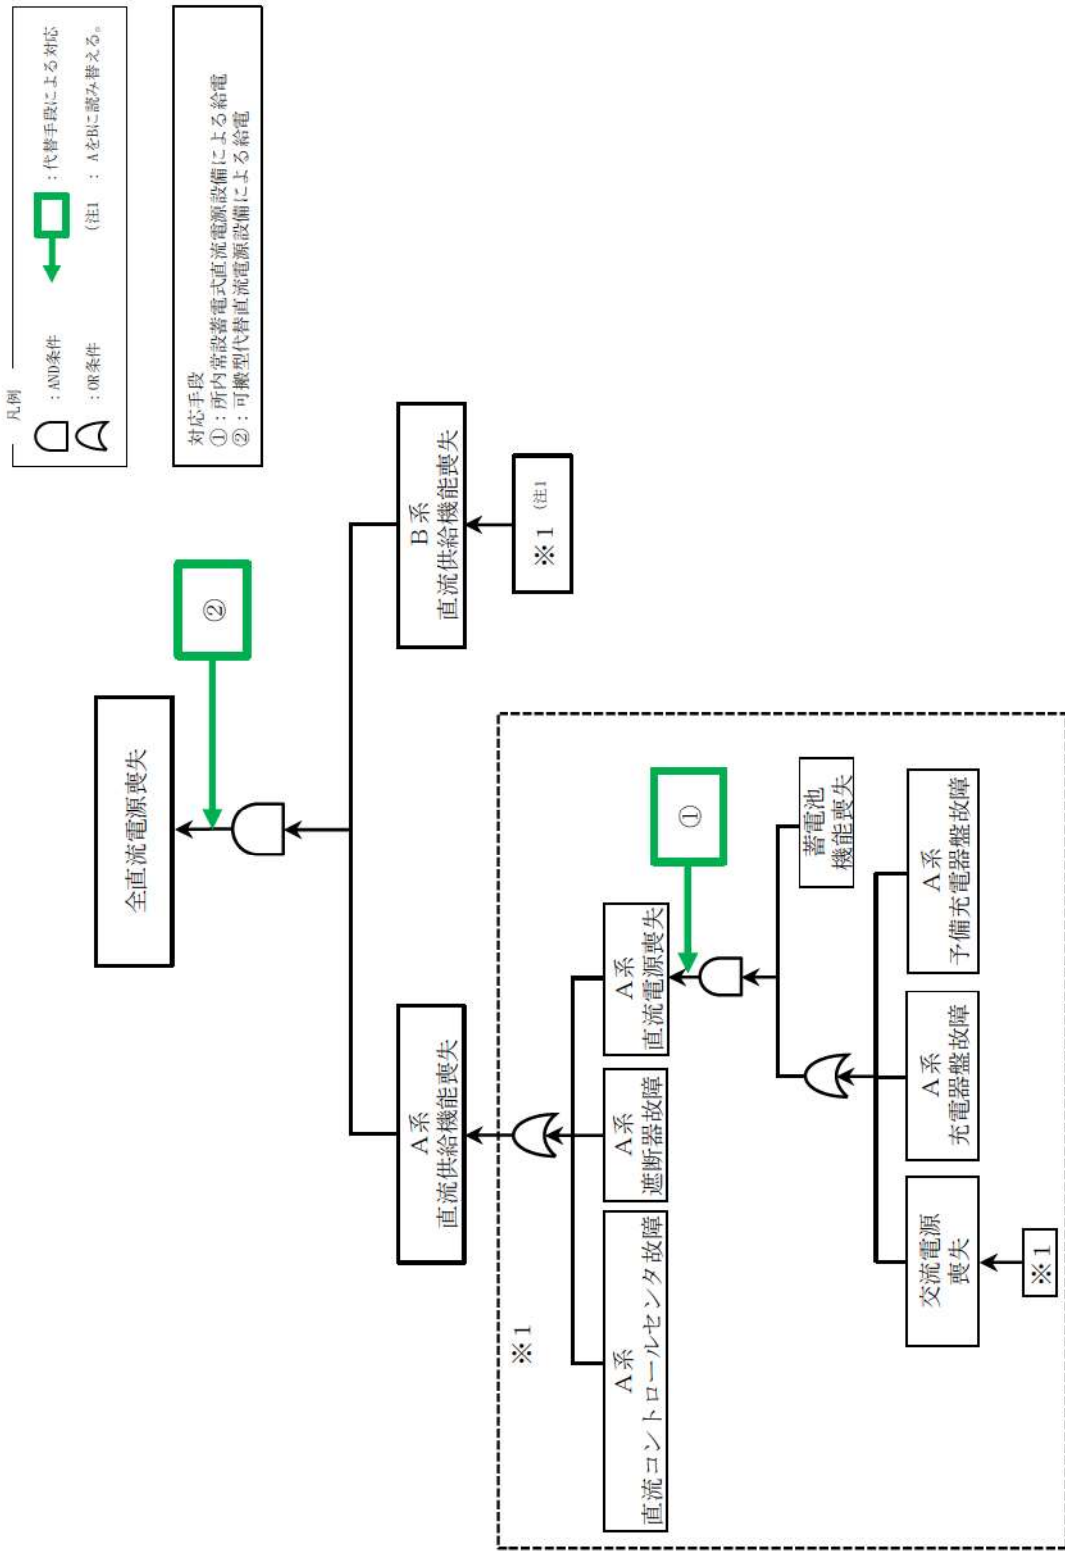 凡例
：AND条件
：OR条件
：代替手段による対応
(注1 ：AをBに読み替える。
対応手段
①：所内常設蓄電式直流電源設備による給電
②：可搬型代替直流電源設備による給電
全直流電源喪失
②
A系
直流供給機能喪失
B系
直流供給機能喪失
※1 (注1
※1
A系
直流コントロールセンタ故障
A系
遮断器故障
A系
直流電源喪失
①
蓄電池
機能喪失
交流電源
喪失
A系
充電器盤故障
A系
予備充電器盤故障
※1